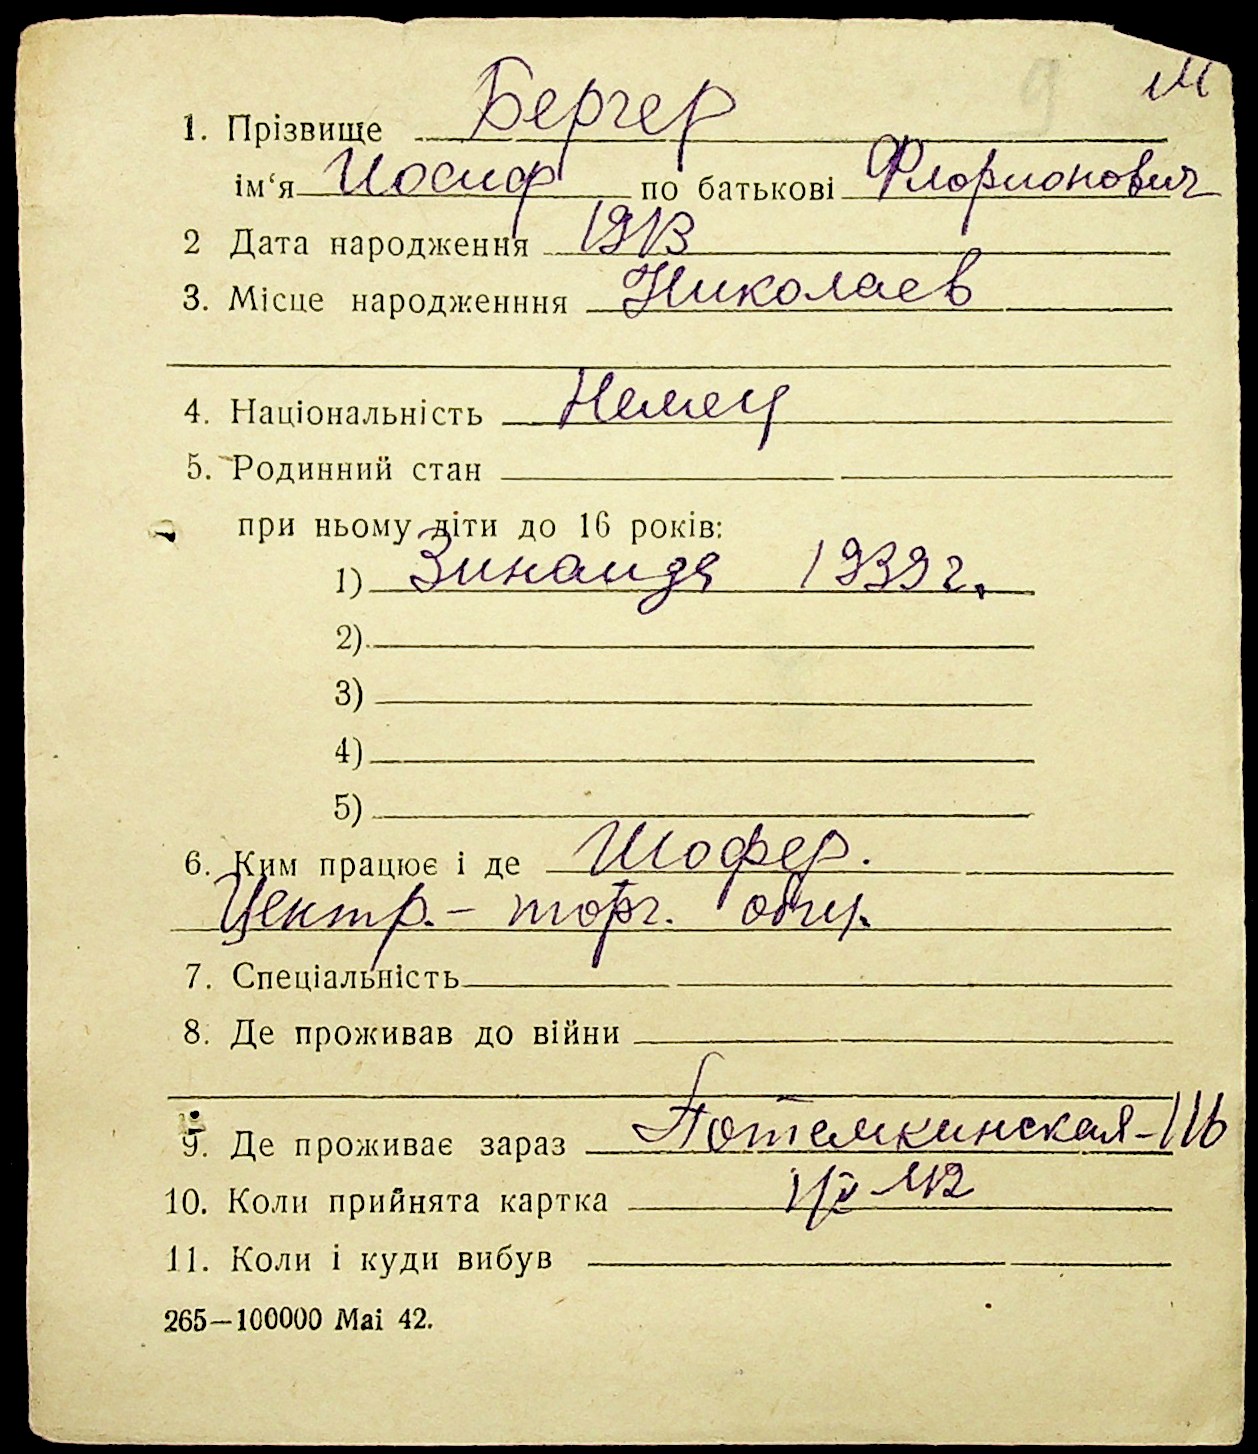 м
1. Прізвище Бергер
ім‘я Иосиф по батькові Флорионович
2 Дата народження 1913
3. Місце народженння Николаев
4. Національність Немец
5. Родинний стан
при ньому діти до 16 років:
1) Зинаида 1939 г.
2)
3)
4)
5)
6. Ким працює і де Шофер.
Центр. – торг.
7. Спеціальність
8. Де проживав до війни
9. Де проживає зараз Потемкинская-116
10. Коли прийнята картка
11. Коли і куди вибув
265—100000 Mai 42.